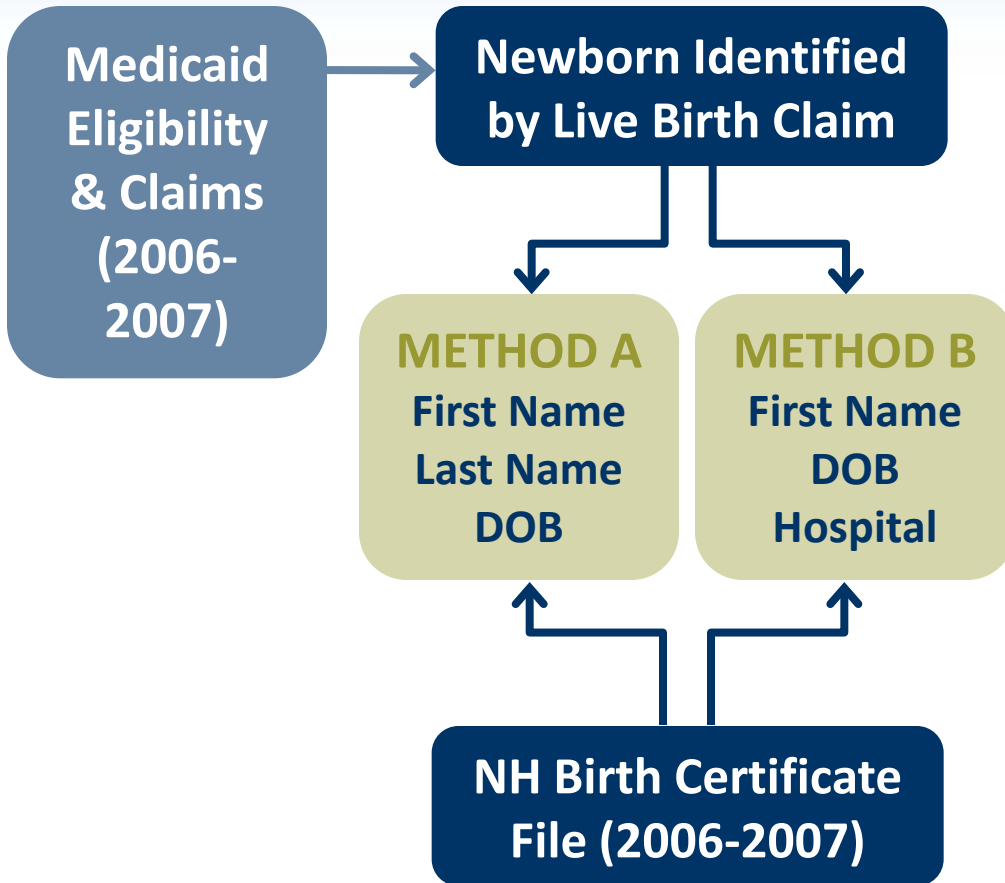 Medicaid
Eligibility
& Claims
(2006-
2007)
Newborn Identified
by Live Birth Claim
METHOD A
First Name
Last Name
DOB
METHOD B
First Name
DOB
Hospital
NH Birth Certificate
File (2006-2007)